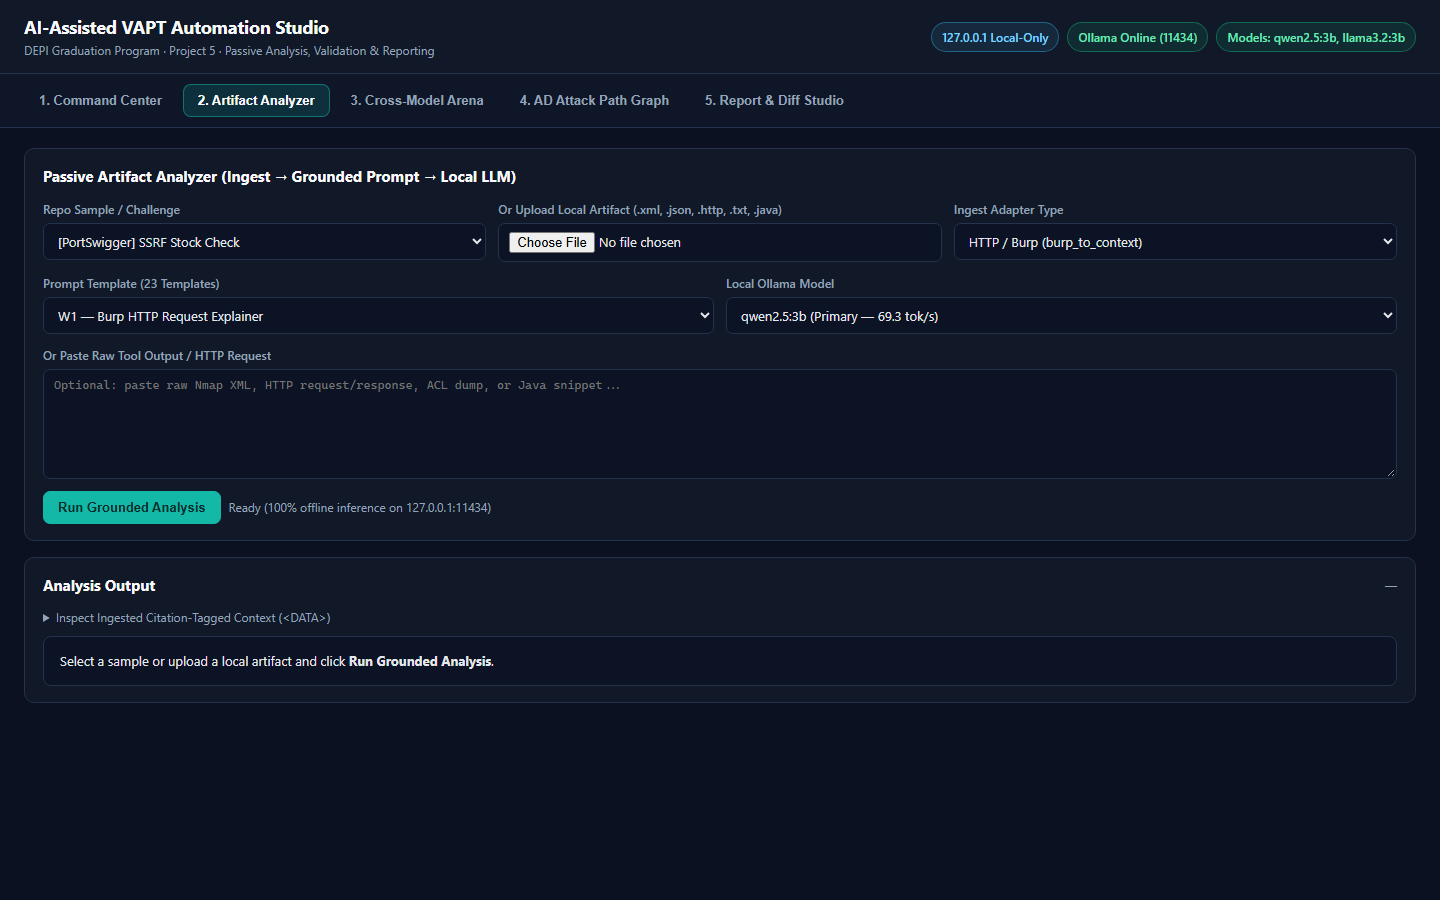 AI-Assisted VAPT Automation Studio
DEPI Graduation Program · Project 5 · Passive Analysis, Validation & Reporting
127.0.0.1 Local-Only
Ollama Online (11434)
Models: qwen2.5:3b, llama3.2:3b
1. Command Center
2. Artifact Analyzer
3. Cross-Model Arena
4. AD Attack Path Graph
5. Report & Diff Studio
Passive Artifact Analyzer (Ingest → Grounded Prompt → Local LLM)
Repo Sample / Challenge
Or Upload Local Artifact (.xml, .json, .http, .txt, .java)
Ingest Adapter Type
[PortSwigger] SSRF Stock Check
Choose File No file chosen
HTTP / Burp (burp_to_context)
Prompt Template (23 Templates)
Local Ollama Model
W1 — Burp HTTP Request Explainer
qwen2.5:3b (Primary — 69.3 tok/s)
Or Paste Raw Tool Output / HTTP Request
Optional: paste raw Nmap XML, HTTP request/response, ACL dump, or Java snippet...
Run Grounded Analysis
Ready (100% offline inference on 127.0.0.1:11434)
Analysis Output
—
Inspect Ingested Citation-Tagged Context (<DATA>)
Select a sample or upload a local artifact and click Run Grounded Analysis.